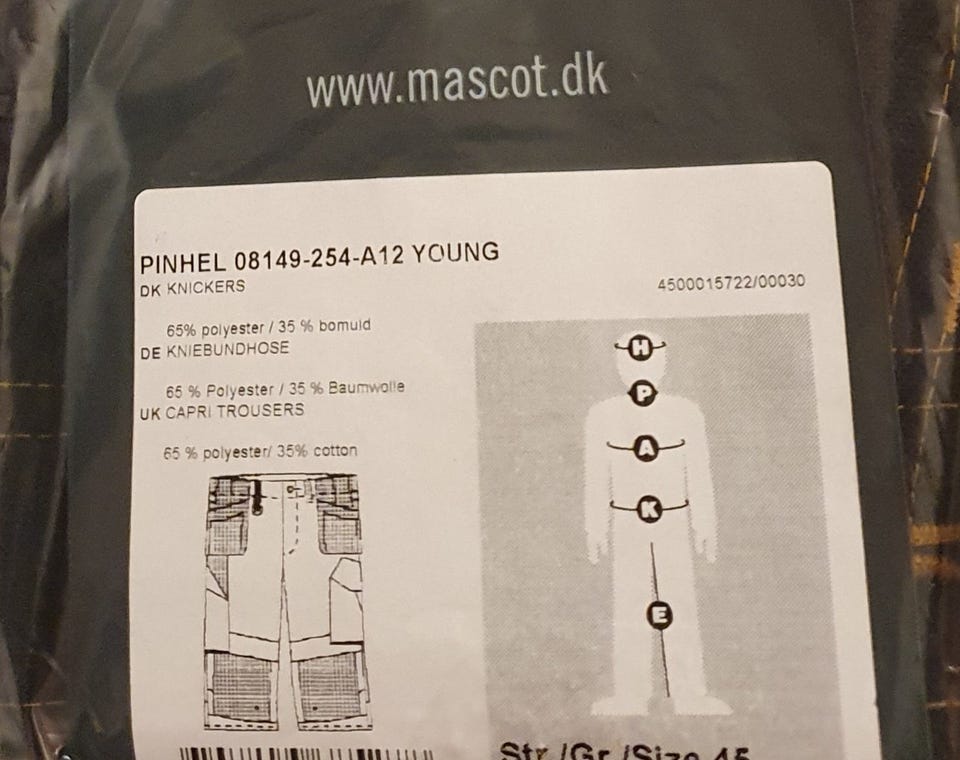 www.mascot.dk
PINHEL 08149-254-A12 YOUNG
DK KNICKERS
4500015722/00030
65% polyester / 35 % bomuld
DE KNIEBUNDHOSE
65 % Polyester / 35 % Baumwolle
UK CAPRI TROUSERS
65 % polyester/ 35% cotton
H
P
A
K
E
Str./Gr./Size 45